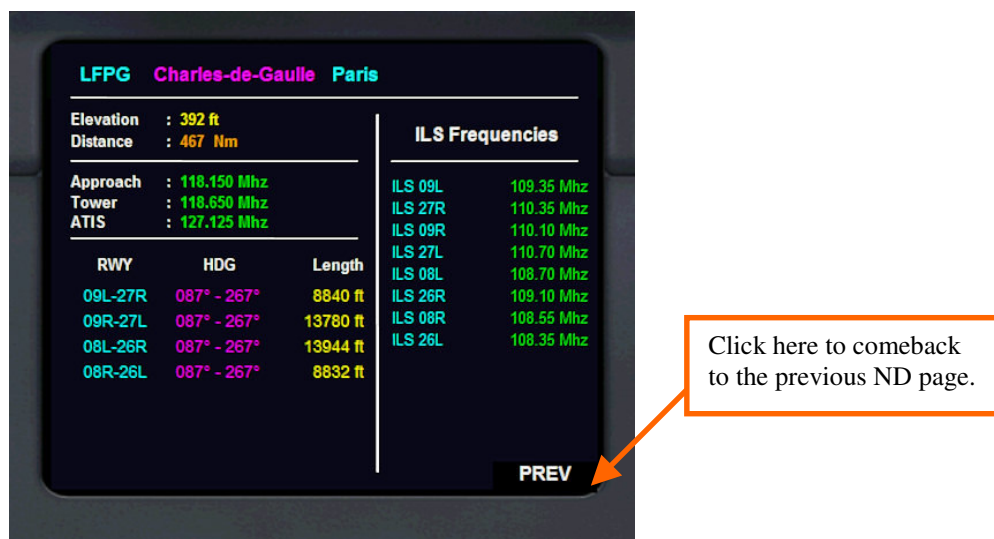 LFPG Charles-de-Gaulle Paris
Elevation : 392 ft
Distance : 467 Nm
Approach : 118.150 Mhz
Tower : 118.650 Mhz
ATIS : 127.125 Mhz
RWY HDG Length
09L-27R 087° - 267° 8840 ft
09R-27L 087° - 267° 13780 ft
08L-26R 087° - 267° 13944 ft
08R-26L 087° - 267° 8832 ft
ILS Frequencies
ILS 09L 109.35 Mhz
ILS 27R 110.35 Mhz
ILS 09R 110.10 Mhz
ILS 27L 110.70 Mhz
ILS 08L 108.70 Mhz
ILS 26R 109.10 Mhz
ILS 08R 108.55 Mhz
ILS 26L 108.35 Mhz
PREV
Click here to comeback
to the previous ND page.